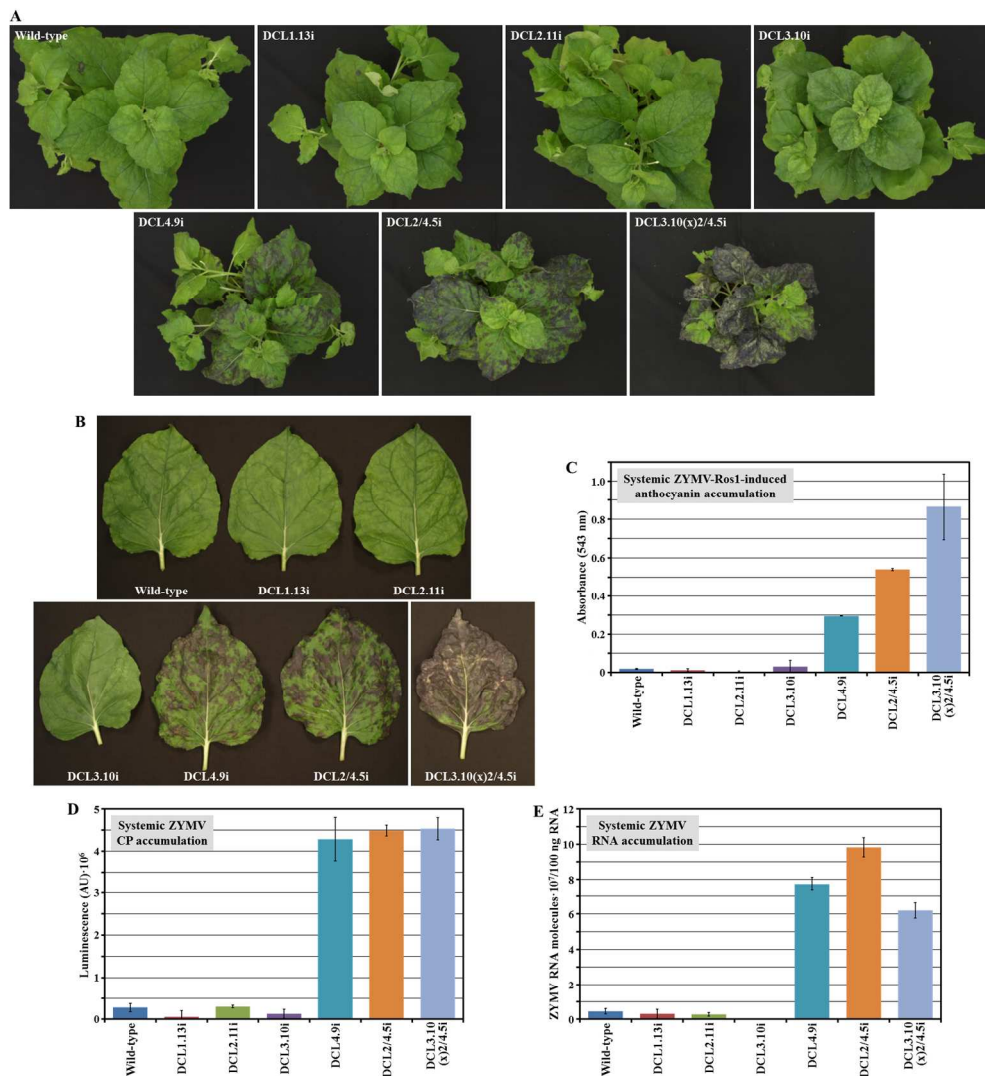 A
Wild-type
DCL1.13i
DCL2.11i
DCL3.10i
DCL4.9i
DCL2/4.5i
DCL3.10(x)2/4.5i
B
Wild-type
DCL1.13i
DCL2.11i
DCL3.10i
DCL4.9i
DCL2/4.5i
DCL3.10(x)2/4.5i
C
Systemic ZYMV-Ros1-induced
anthocyanin accumulation
Absorbance (543 nm)
1.0
0.8
0.6
0.4
0.2
0
Wild-type
DCL1.13i
DCL2.11i
DCL3.10i
DCL4.9i
DCL2/4.5i
DCL3.10
(x)2/4.5i
D
Systemic ZYMV
CP accumulation
Luminescence (AU)·10⁶
5
4
4
3
3
2
2
1
1
0
Wild-type
DCL1.13i
DCL2.11i
DCL3.10i
DCL4.9i
DCL2/4.5i
DCL3.10
(x)2/4.5i
E
Systemic ZYMV
RNA accumulation
ZYMV RNA molecules·10⁷/100 ng RNA
12
10
8
6
4
2
0
Wild-type
DCL1.13i
DCL2.11i
DCL3.10i
DCL4.9i
DCL2/4.5i
DCL3.10
(x)2/4.5i